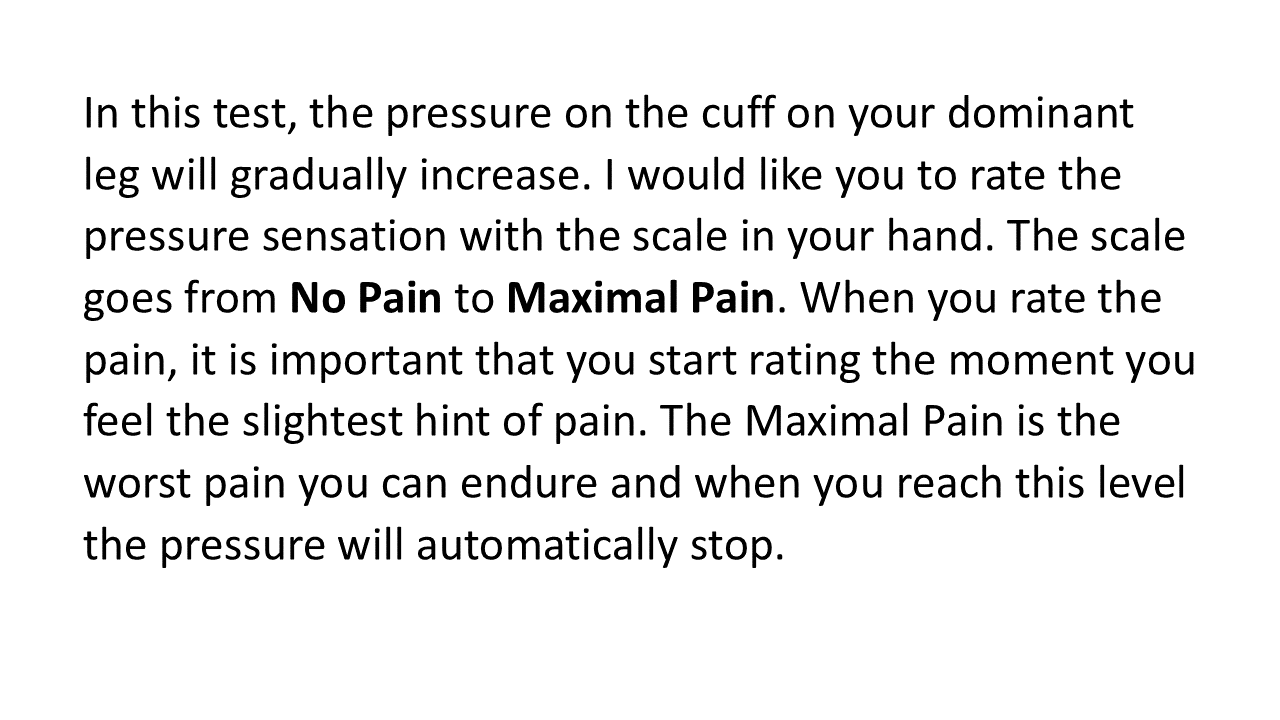 In this test, the pressure on the cuff on your dominant
leg will gradually increase. I would like you to rate the
pressure sensation with the scale in your hand. The scale
goes from No Pain to Maximal Pain. When you rate the
pain, it is important that you start rating the moment you
feel the slightest hint of pain. The Maximal Pain is the
worst pain you can endure and when you reach this level
the pressure will automatically stop.